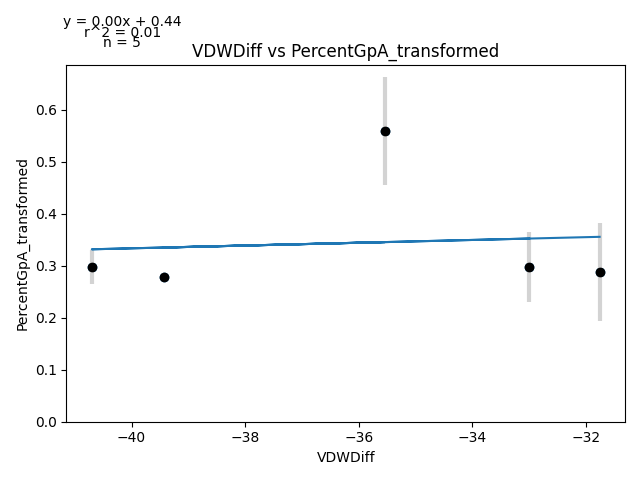 y = 0.00x + 0.44
r^2 = 0.01
n = 5
VDWDiff vs PercentGpA_transformed
PercentGpA_transformed
0.6
0.5
0.4
0.3
0.2
0.1
0.0
−40
−38
−36
−34
−32
VDWDiff